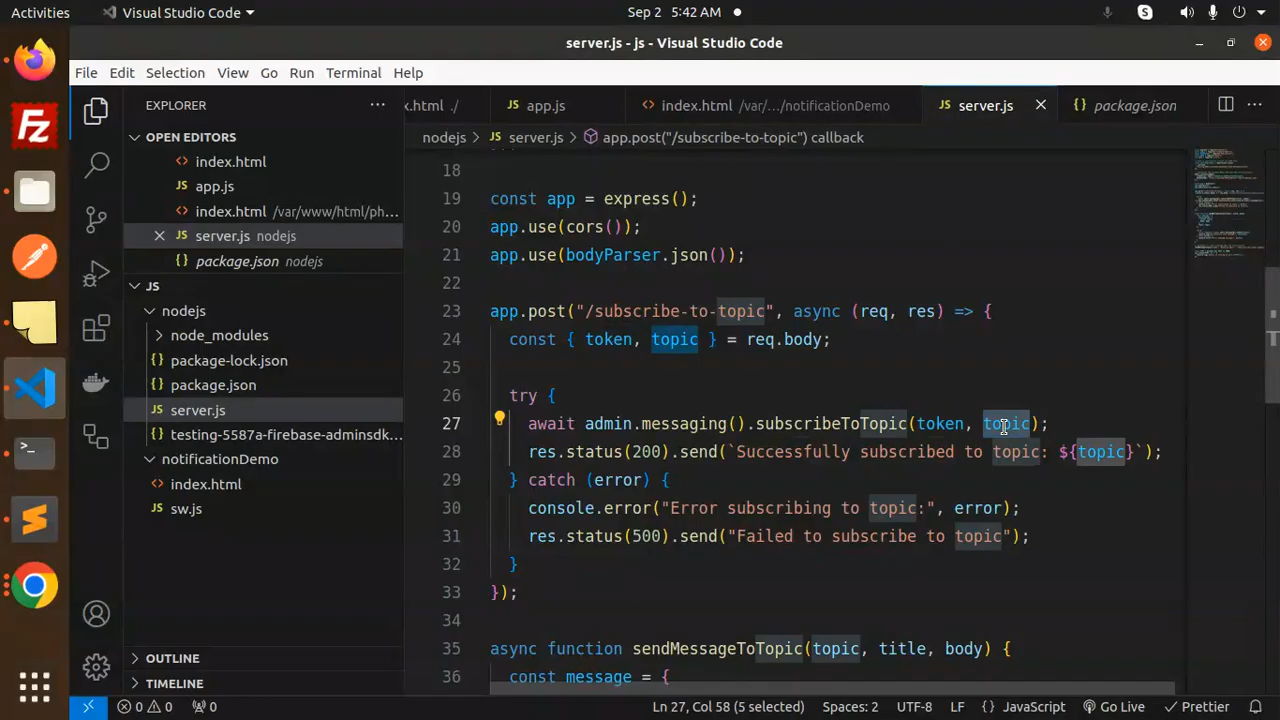 Activities
Visual Studio Code
Sep 2 5:42 AM
server.js - js - Visual Studio Code
File Edit Selection View Go Run Terminal Help
EXPLORER
x.html ./
app.js
index.html /var/.../notificationDemo
server.js
package.json
OPEN EDITORS
index.html
app.js
index.html /var/www/html/ph...
server.js nodejs
package.json nodejs
JS
nodejs
node_modules
package-lock.json
package.json
server.js
testing-5587a-firebase-adminsdk...
notificationDemo
index.html
sw.js
OUTLINE
TIMELINE
nodejs > server.js > app.post("/subscribe-to-topic") callback
18
19 const app = express();
20 app.use(cors());
21 app.use(bodyParser.json());
22
23 app.post("/subscribe-to-topic", async (req, res) => {
24 const { token, topic } = req.body;
25
26 try {
27 await admin.messaging().subscribeToTopic(token, topic);
28 res.status(200).send(`Successfully subscribed to topic: ${topic}`);
29 } catch (error) {
30 console.error("Error subscribing to topic:", error);
31 res.status(500).send("Failed to subscribe to topic");
32 }
33 });
34
35 async function sendMessageToTopic(topic, title, body) {
36 const message = {
0 0 0
Ln 27, Col 58 (5 selected) Spaces: 2 UTF-8 LF {} JavaScript Go Live Prettier